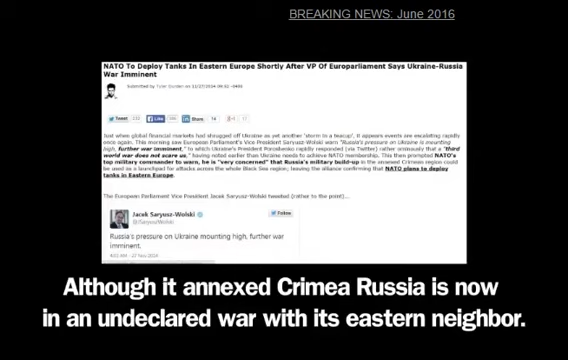 BREAKING NEWS: June 2016
NATO To Deploy Tanks In Eastern Europe Shortly After VP Of Europarliament Says Ukraine-Russia
War Imminent
Submitted by Tyler Durden on 11/27/2014
Tweet
Like
Share
Just when global financial markets had shrugged off Ukraine as yet another "storm in a teacup", it appears events are escalating rapidly
once again. This morning saw European Parliament's Vice-President Saryusz-Wolski warn "Russia's pressure on Ukraine is mounting
high, further war imminent," to which Ukraine's President Poroshenko rapidly responded (via Twitter) rather ominously that a "third
world war does not scare us," having noted earlier than Ukraine needs to achieve NATO membership. This then prompted NATO's
top military commander to warn, he is "very concerned" that Russia's military build-up in the annexed Crimean region could
be used as a launchpad for attacks across the whole Black Sea region; leaving the alliance confirming that NATO plans to deploy
tanks in Eastern Europe.
The European Parliament Vice President Jacek Saryusz-Wolski tweeted (rather to the point)...
Jacek Saryusz-Wolski
Follow
Russia's pressure on Ukraine mounting high, further war
imminent.
Although it annexed Crimea Russia is now
in an undeclared war with its eastern neighbor.